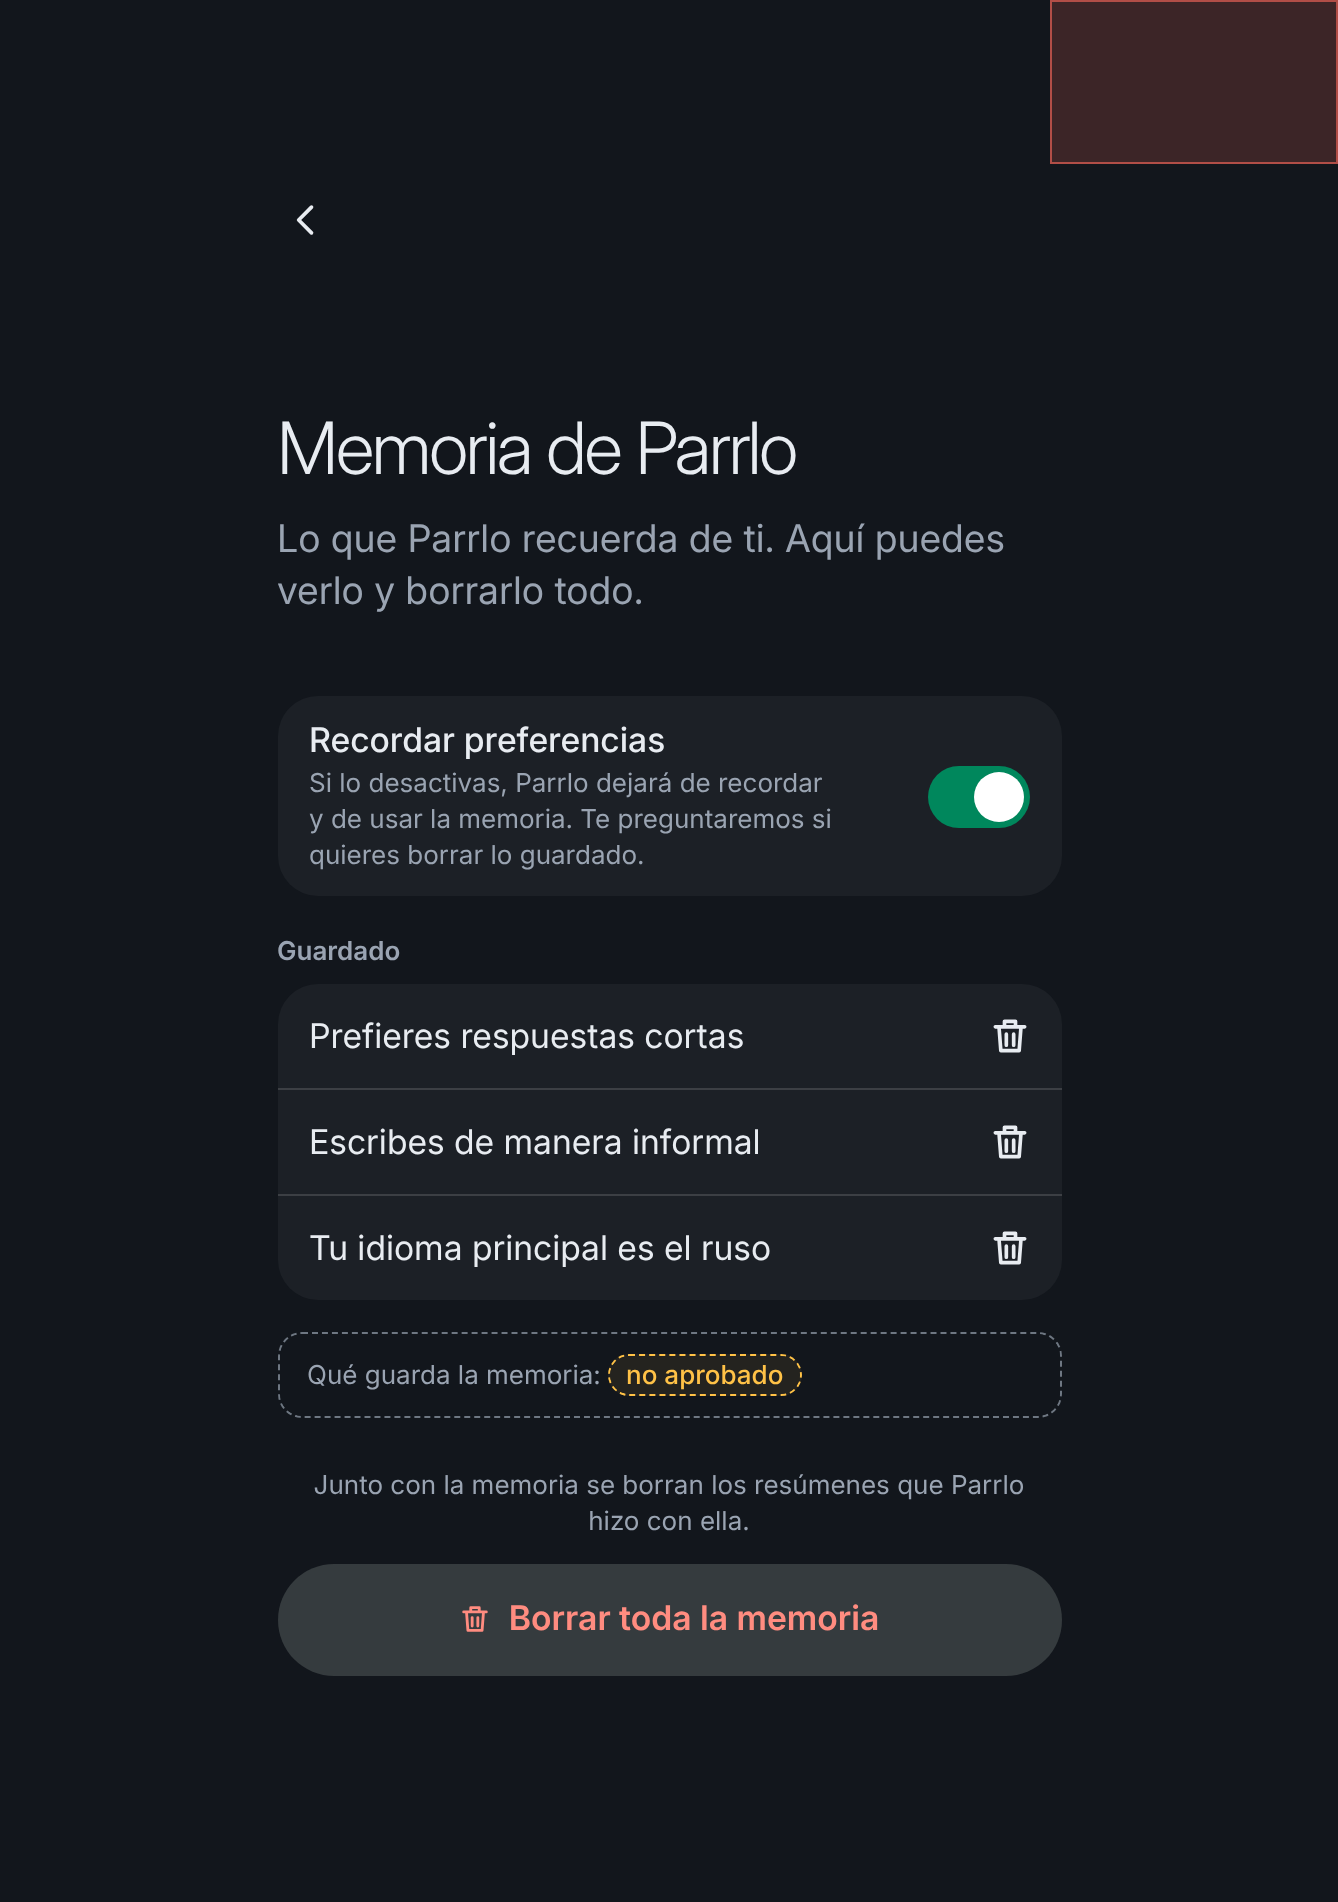 Memoria de Parrlo
Lo que Parrlo recuerda de ti. Aquí puedes
verlo y borrarlo todo.
Recordar preferencias
Si lo desactivas, Parrlo dejará de recordar
y de usar la memoria. Te preguntaremos si
quieres borrar lo guardado.
Guardado
Prefieres respuestas cortas
Escribes de manera informal
Tu idioma principal es el ruso
Qué guarda la memoria: no aprobado
Junto con la memoria se borran los resúmenes que Parrlo
hizo con ella.
Borrar toda la memoria